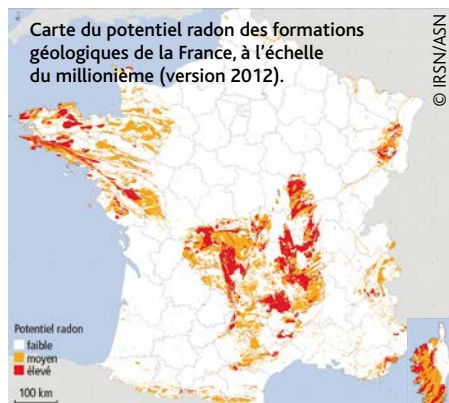 Carte du potentiel radon des formations
géologiques de la France, à l’échelle
du millionième (version 2012).
© IRSN/ASN
Potentiel radon
faible
moyen
élevé
100 km